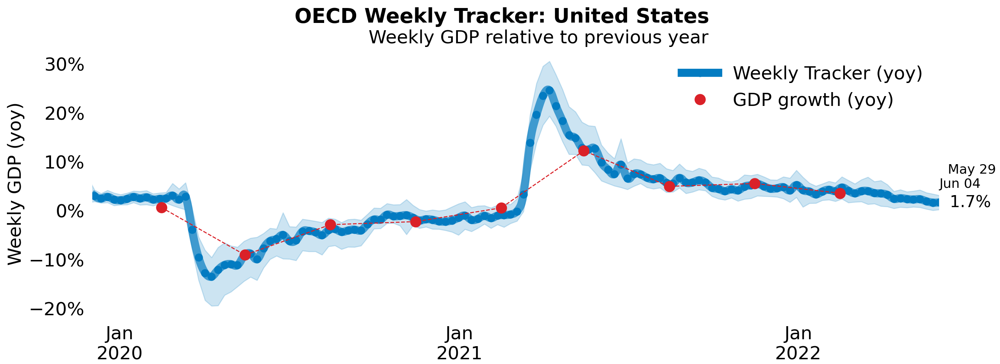 OECD Weekly Tracker: United States
Weekly GDP relative to previous year
Weekly GDP (yoy)
30%
20%
10%
0%
−10%
−20%
Weekly Tracker (yoy)
GDP growth (yoy)
May 29
Jun 04
1.7%
Jan
2020
Jan
2021
Jan
2022